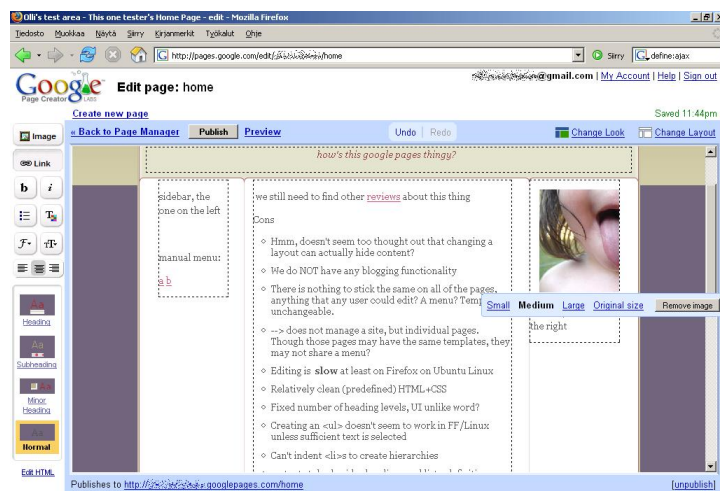 Olli's test area - This one tester's Home Page - edit - Mozilla Firefox
Tiedosto Muokkaa Näytä Siirry Kirjanmerkit Työkalut Ohje
http://pages.google.com/edit/ /home Siirry define:ajax
@gmail.com | My Account | Help | Sign out
Google Page Creator LABS
Edit page: home
Create new page
Saved 11:44pm
« Back to Page Manager Publish Preview Undo | Redo Change Look Change Layout
Image
Link
b i
T
F T
Aa
Heading
Aa
Subheading
Aa
Minor Heading
Aa
Normal
Edit HTML
how's this google pages thingy?
sidebar, the
one on the left
manual menu:
a b
we still need to find other reviews about this thing
Cons
Hmm, doesn't seem too thought out that changing a
layout can actually hide content?
We do NOT have any blogging functionality
There is nothing to stick the same on all of the pages,
anything that any user could edit? A menu?
unchangeable.
--> does not manage a site, but individual pages.
Though those pages may have the same templates, they
may not share a menu?
Editing is slow at least on Firefox on Ubuntu Linux
Relatively clean (predefined) HTML+CSS
Fixed number of heading levels, UI unlike word?
Creating an <ul> doesn't seem to work in FF/Linux
unless sufficient text is selected
Can't indent <li>s to create hierarchies
Small Medium Large Original size Remove image
the right
Publishes to http:// .googlepages.com/home [unpublish]